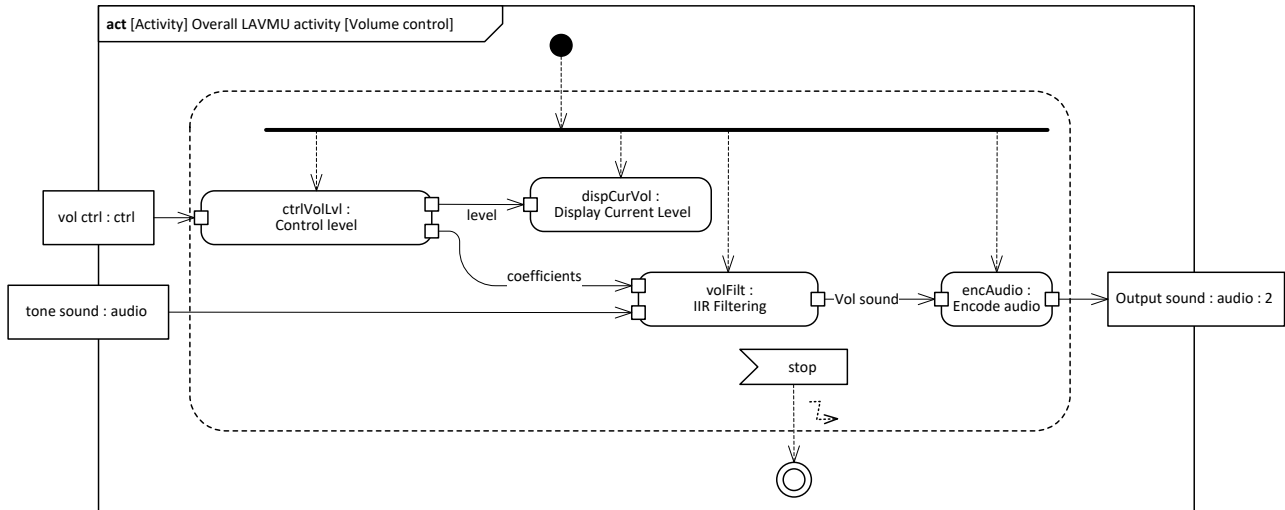 act [Activity] Overall LAVMU activity [Volume control]
ctrlVolLvl :
Control level
dispCurVol :
Display Current Level
vol ctrl : ctrl
level
coefficients
volFilt :
IIR Filtering
Vol sound
encAudio :
Encode audio
Output sound : audio : 2
tone sound : audio
stop